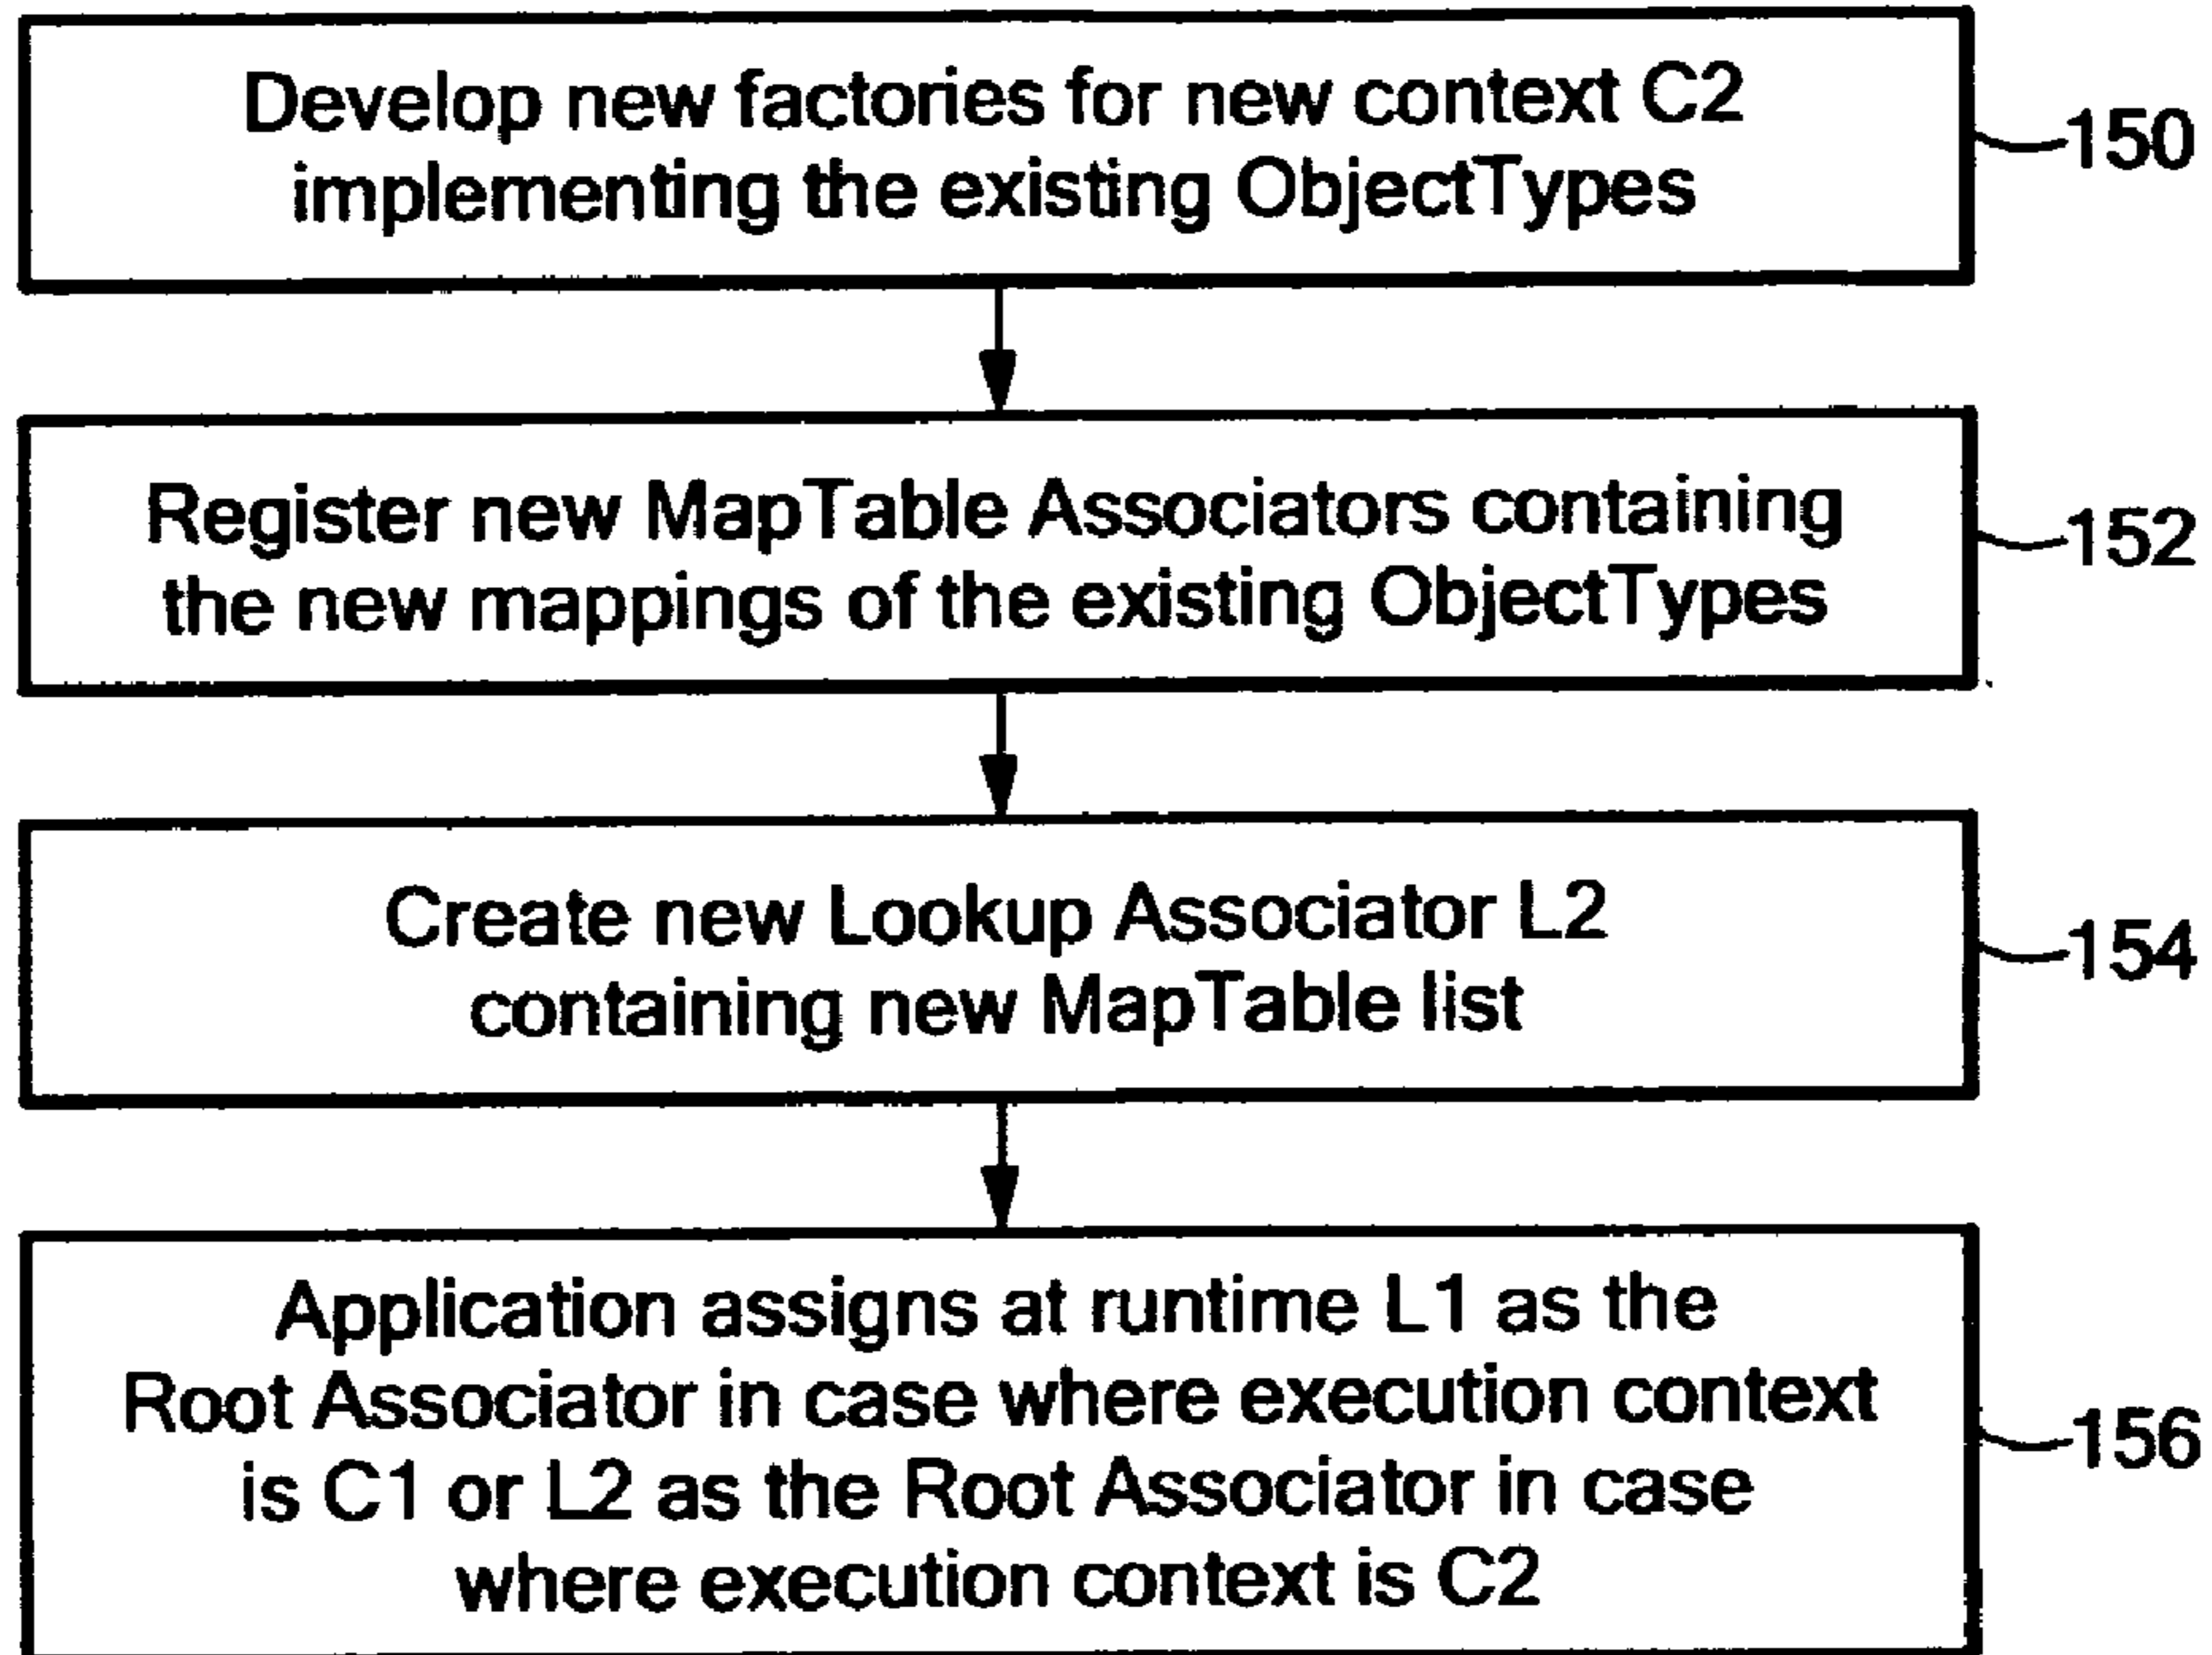 Develop new factories for new context C2
implementing the existing ObjectTypes
150
Register new MapTable Associators containing
the new mappings of the existing ObjectTypes
152
Create new Lookup Associator L2
containing new MapTable list
154
Application assigns at runtime L1 as the
Root Associator in case where execution context
is C1 or L2 as the Root Associator in case
where execution context is C2
156